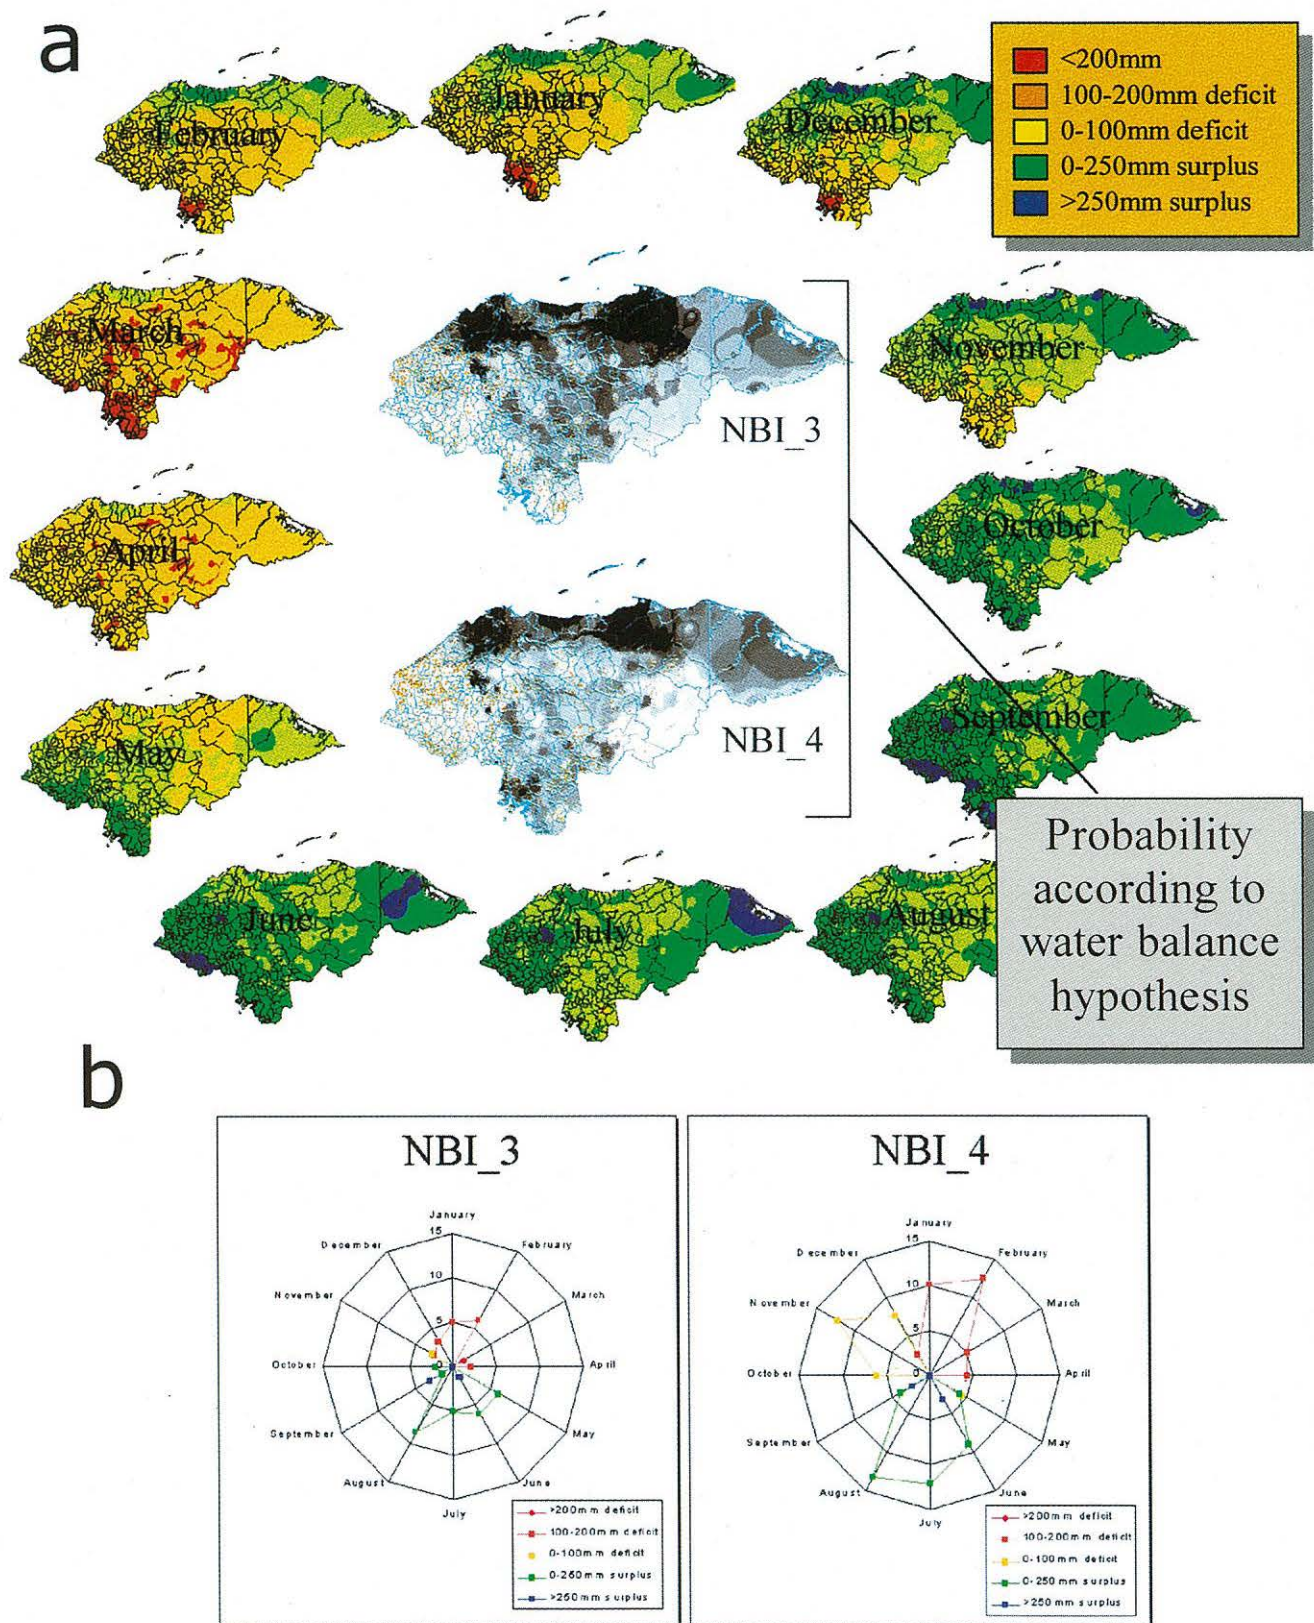 a
February
January
December
<200mm
100-200mm deficit
0-100mm deficit
0-250mm surplus
>250mm surplus
March
NBI_3
November
April
October
May
NBI_4
September
June
July
August
Probability
according to
water balance
hypothesis
b
NBI_3
January
15
December
February
10
November
March
5
October
0
April
September
May
August
June
July
>200mm deficit
100-200mm deficit
0-100mm deficit
0-250mm surplus
>250mm surplus
NBI_4
January
15
December
February
10
November
March
5
October
0
April
September
May
August
June
July
>200mm deficit
100-200mm deficit
0-100mm deficit
0-250mm surplus
>250mm surplus